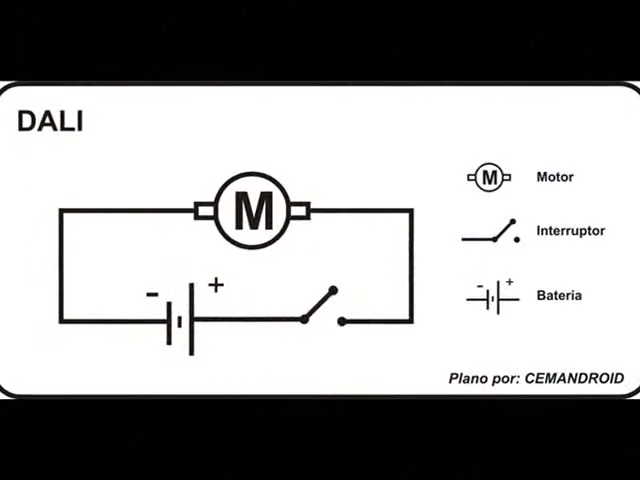 DALI
M
- +
M Motor
Interruptor
- + Bateria
Plano por: CEMANDROID